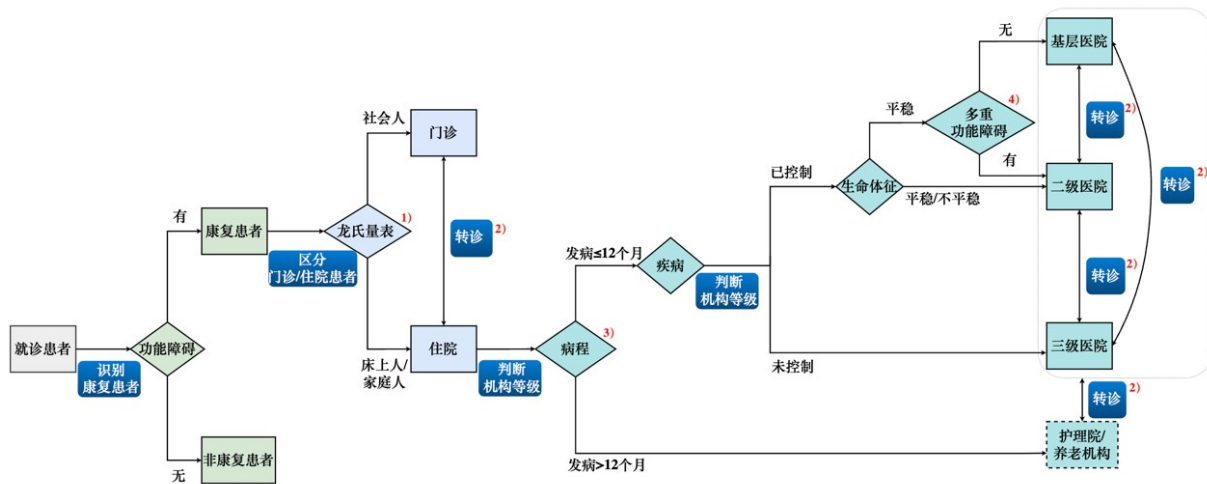 就诊患者
识别
康复患者
功能障碍
有
无
康复患者
非康复患者
区分
门诊/住院患者
龙氏量表
1)
社会人
床上人/
家庭人
门诊
转诊
2)
住院
判断
机构等级
病程
3)
发病≤12个月
发病>12个月
疾病
判断
机构等级
已控制
未控制
生命体征
平稳
平稳/不平稳
多重
功能障碍
4)
无
有
基层医院
转诊
2)
二级医院
转诊
2)
三级医院
转诊
2)
转诊
2)
护理院/
养老机构